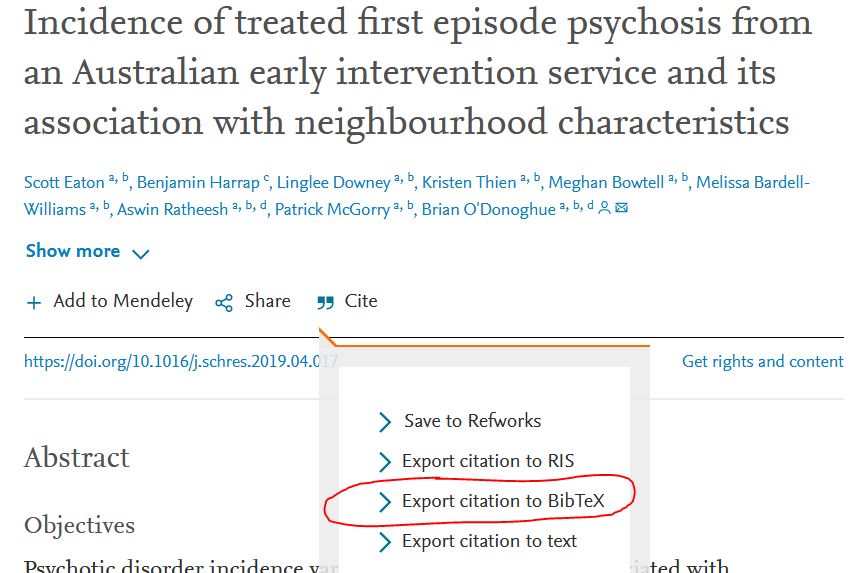 Incidence of treated first episode psychosis from
an Australian early intervention service and its
association with neighbourhood characteristics
Scott Eaton a, b, Benjamin Harrap c, Linglee Downey a, b, Kristen Thien a, b, Meghan Bowtell a, b, Melissa Bardell-
Williams a, b, Aswin Ratheesh a, b, d, Patrick McGorry a, b, Brian O'Donoghue a, b, d
Show more
+ Add to Mendeley Share Cite
https://doi.org/10.1016/j.schres.2019.04.017 Get rights and content
Save to Refworks
Export citation to RIS
Abstract
Export citation to BibTeX
Objectives
Export citation to text
Psychotic disorder incidence with